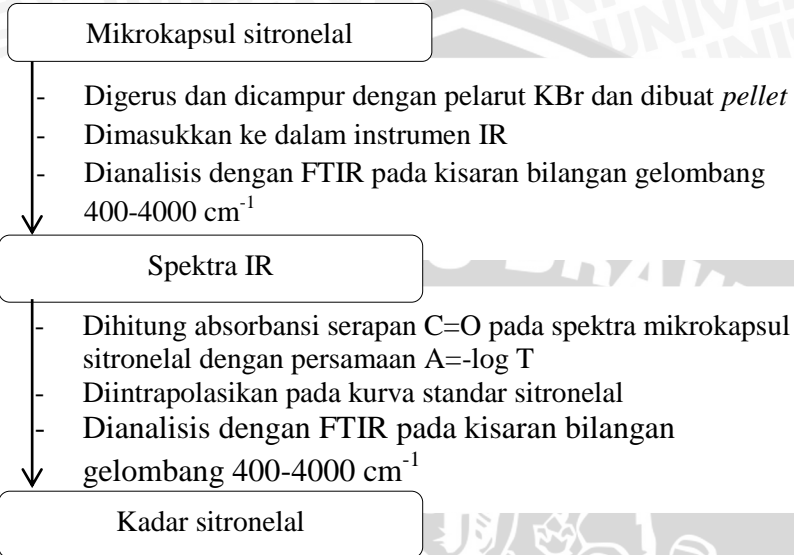 Mikrokapsul sitronelal
- Digerus dan dicampur dengan pelarut KBr dan dibuat pellet
- Dimasukkan ke dalam instrumen IR
- Dianalisis dengan FTIR pada kisaran bilangan gelombang
400-4000 cm⁻¹
Spektra IR
- Dihitung absorbansi serapan C=O pada spektra mikrokapsul
sitronelal dengan persamaan A=-log T
- Diintrapolasikan pada kurva standar sitronelal
- Dianalisis dengan FTIR pada kisaran bilangan
gelombang 400-4000 cm⁻¹
Kadar sitronelal